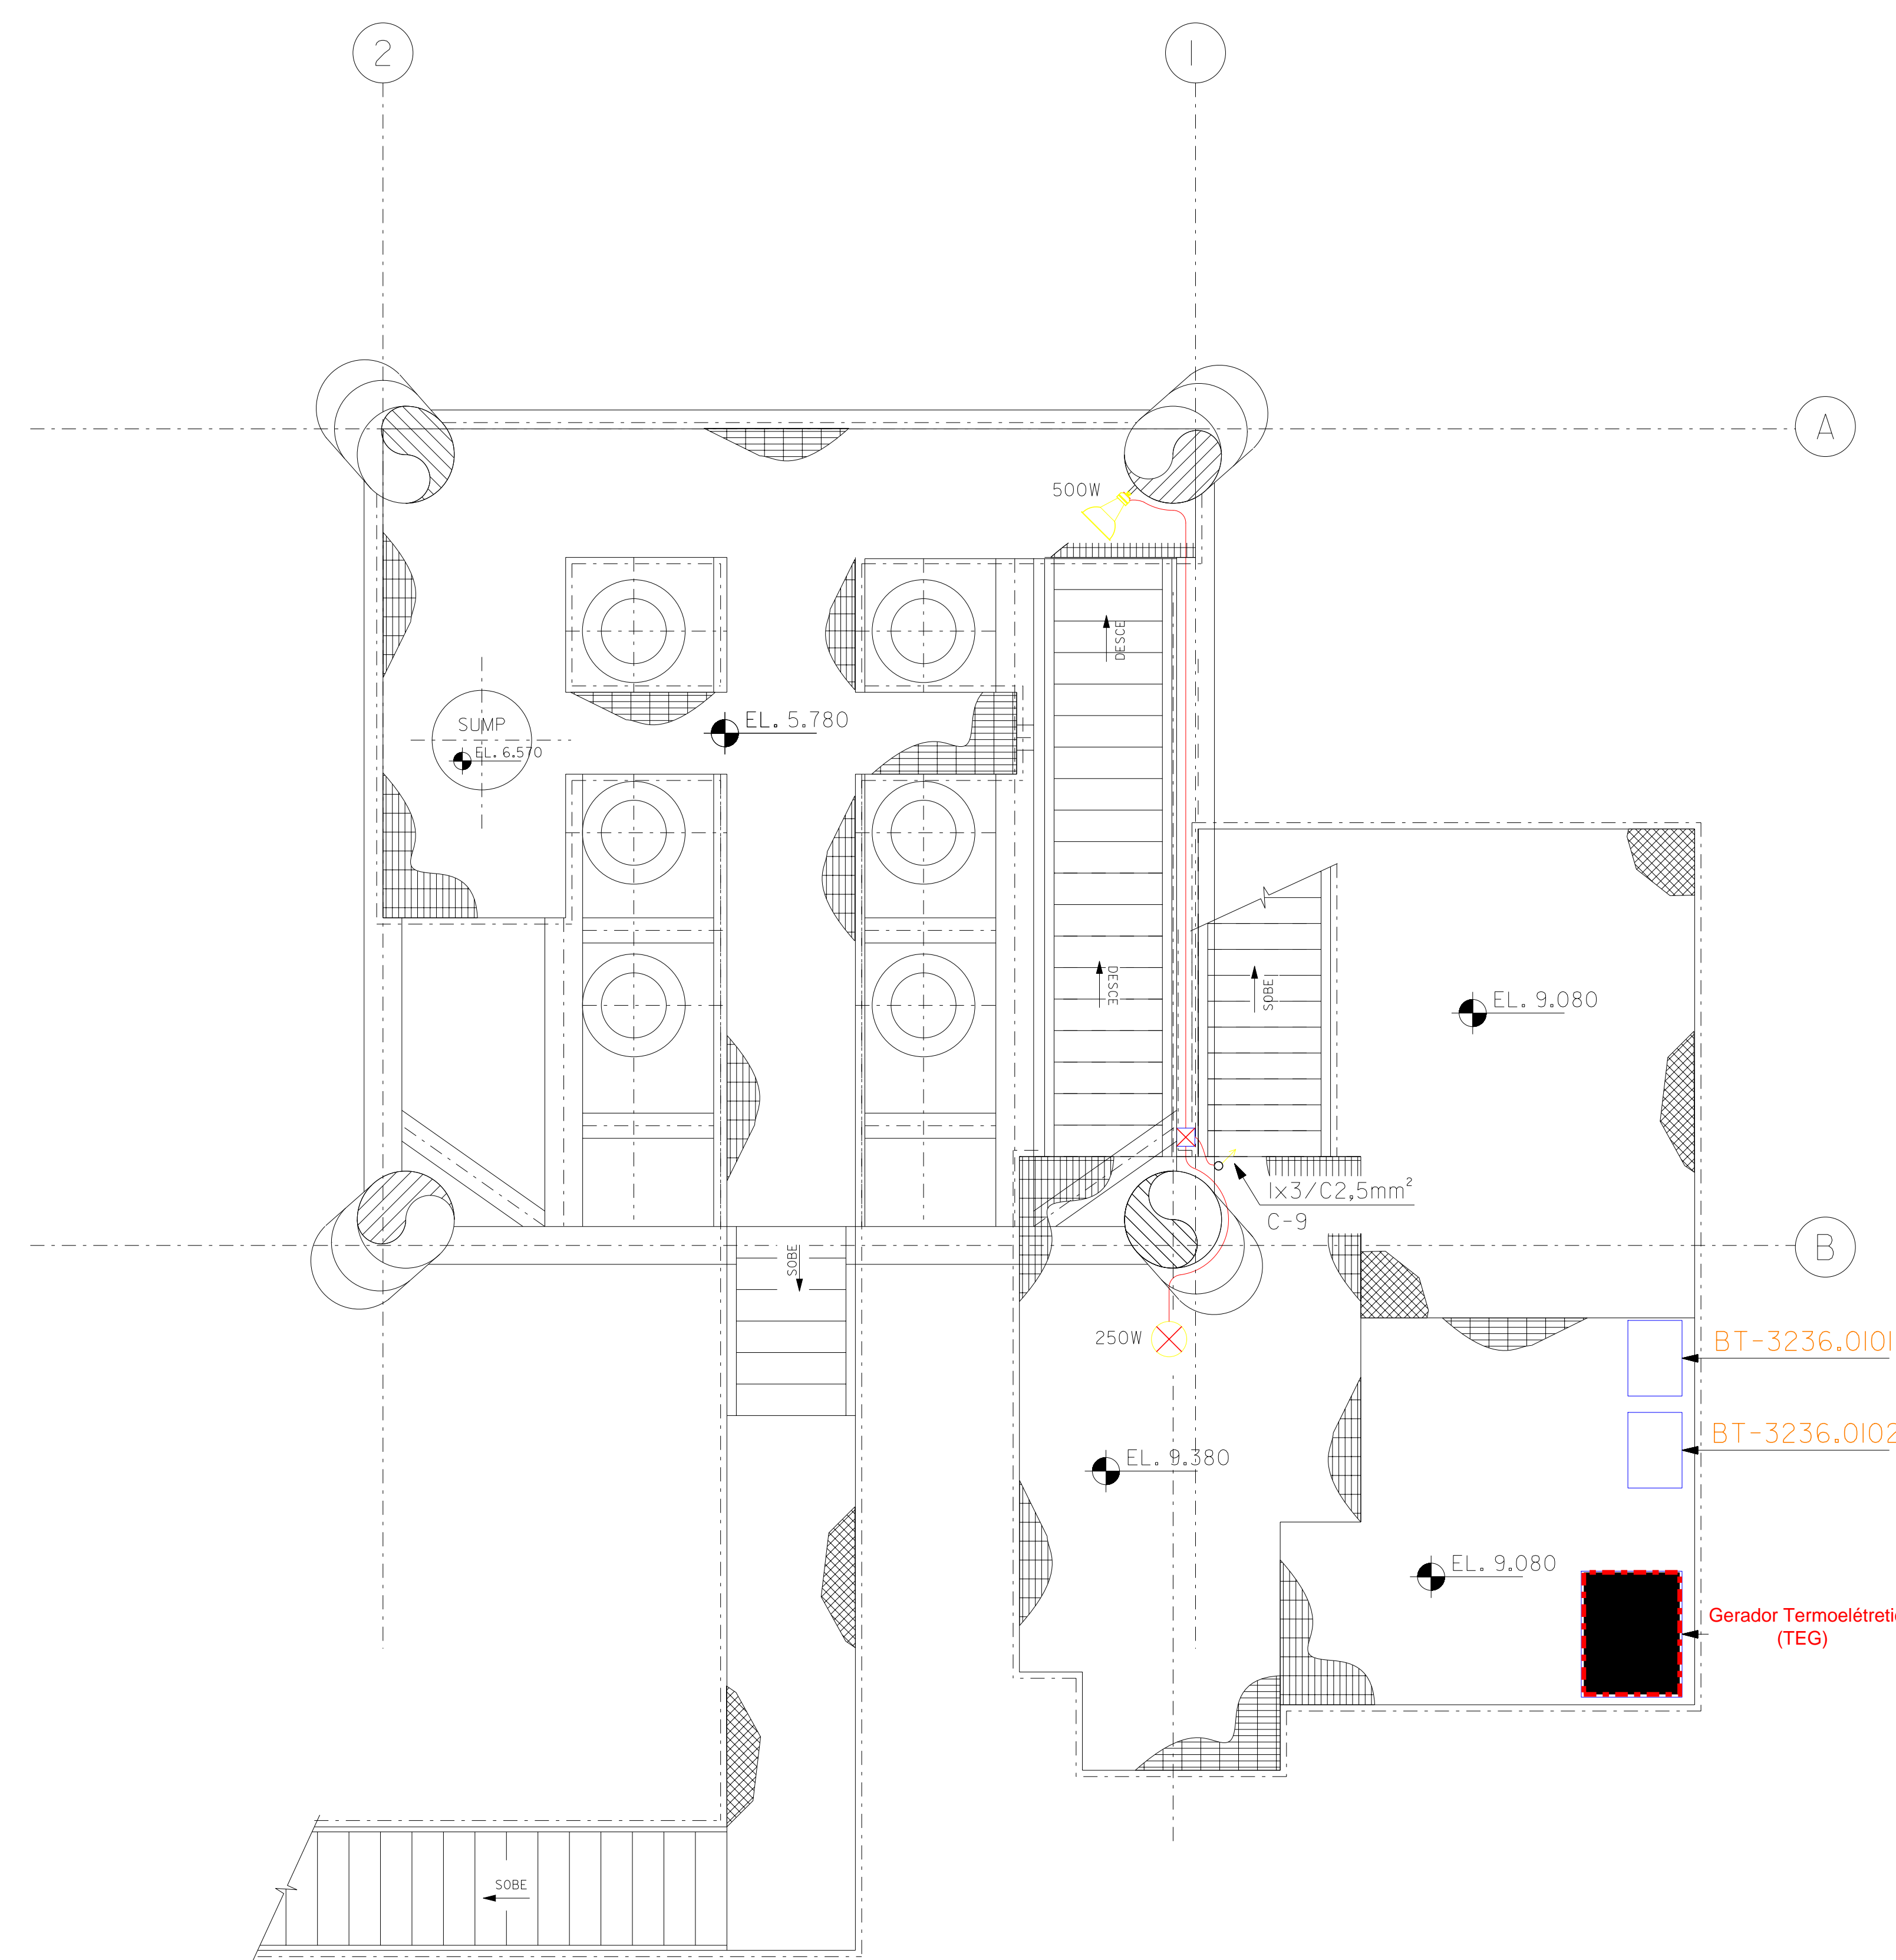 2
1
A
500W
DESCE
EL. 5.780
SUMP
EL. 6.570
DESCE
SOBE
EL. 9.080
1x3/C2,5mm²
C-9
SOBE
B
250W
BT-3236.0101
BT-3236.0102
EL. 9.380
EL. 9.080
Gerador Termoelétreti
(TEG)
SOBE